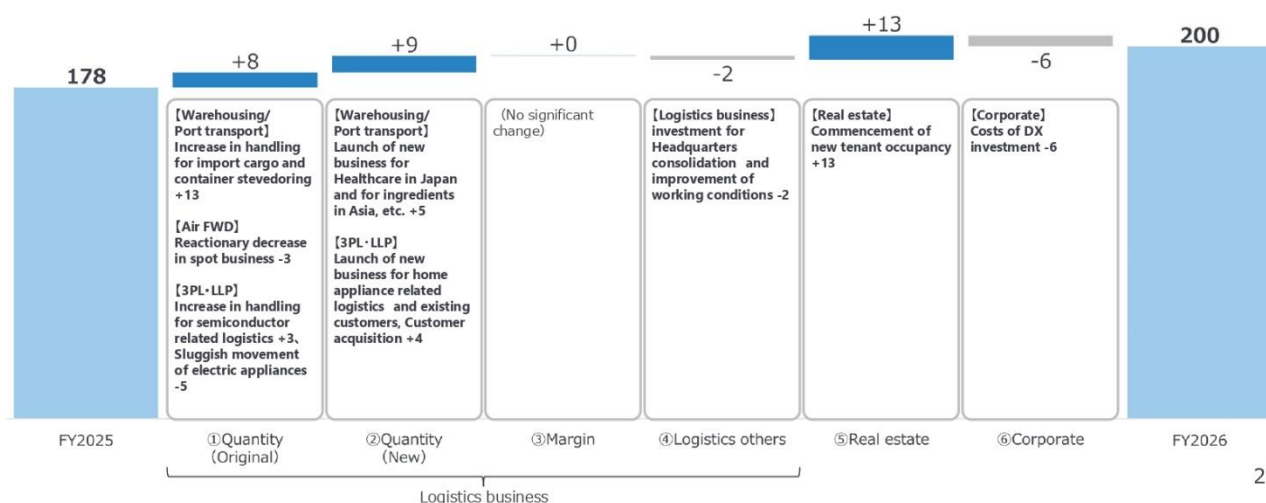 178
+8
+9
+0
-2
+13
-6
200
【Warehousing/
Port transport】
Increase in handling
for import cargo and
container stevedoring
+13
【Air FWD】
Reactionary decrease
in spot business -3
【3PL・LLP】
Increase in handling
for semiconductor
related logistics +3、
Sluggish movement
of electric appliances
-5
【Warehousing/
Port transport】
Launch of new
business for
Healthcare in Japan
and for ingredients
in Asia, etc. +5
【3PL・LLP】
Launch of new
business for home
appliance related
logistics and existing
customers, Customer
acquisition +4
(No significant
change)
【Logistics business】
investment for
Headquarters
consolidation and
improvement of
working conditions -2
【Real estate】
Commencement of
new tenant occupancy
+13
【Corporate】
Costs of DX
investment -6
FY2025
①Quantity
(Original)
②Quantity
(New)
③Margin
④Logistics others
⑤Real estate
⑥Corporate
FY2026
Logistics business
2